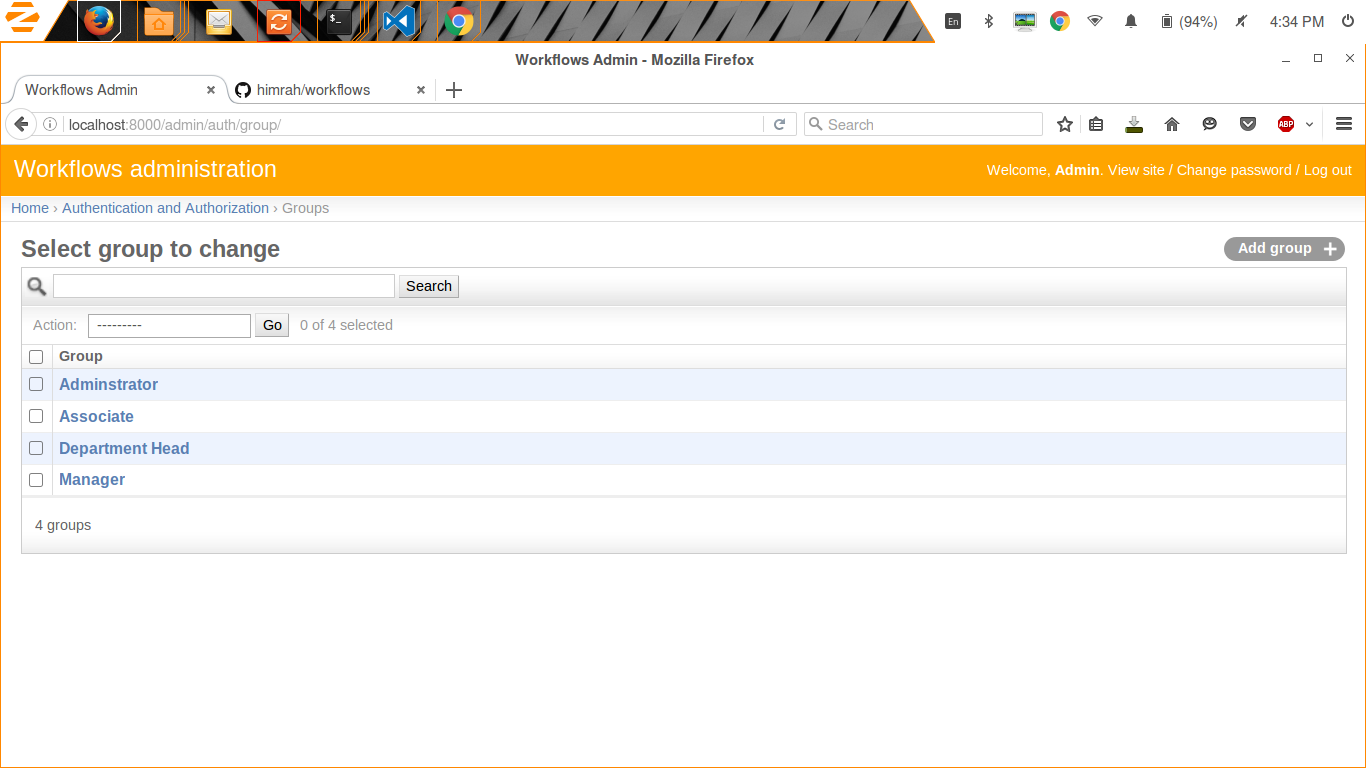 $_
En
(94%)
4:34 PM
Workflows Admin - Mozilla Firefox
Workflows Admin
himrah/workflows
localhost:8000/admin/auth/group/
Search
ABP
Workflows administration
Welcome, Admin. View site / Change password / Log out
Home › Authentication and Authorization › Groups
Select group to change
Add group
Search
Action:
---------
Go
0 of 4 selected
Group
Adminstrator
Associate
Department Head
Manager
4 groups